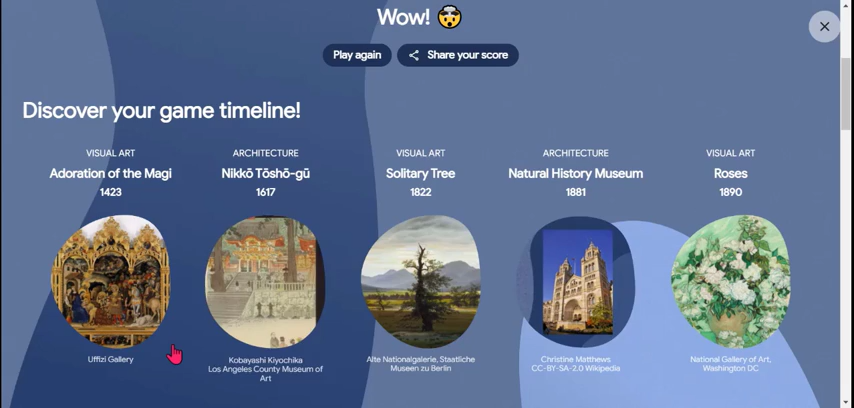 Wow!
Play again
Share your score
Discover your game timeline!
VISUAL ART
Adoration of the Magi
1423
Uffizi Gallery
ARCHITECTURE
Nikkō Tōshō-gū
1617
Kobayashi Kiyochika
Los Angeles County Museum of
Art
VISUAL ART
Solitary Tree
1822
Alte Nationalgalerie, Staatliche
Museen zu Berlin
ARCHITECTURE
Natural History Museum
1881
Christine Matthews
CC-BY-SA-2.0 Wikipedia
VISUAL ART
Roses
1890
National Gallery of Art,
Washington DC